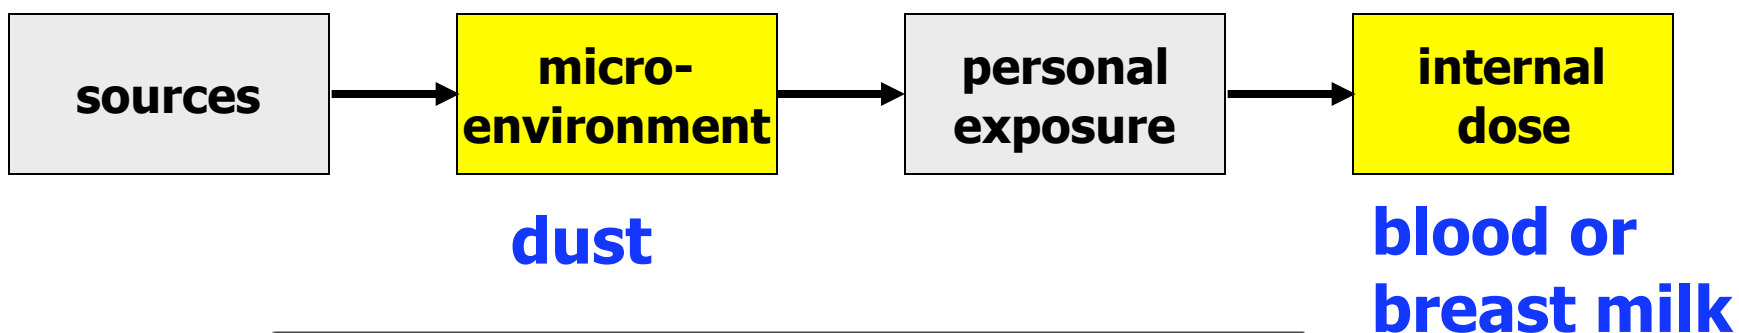 sources
micro-
environment
personal
exposure
internal
dose
dust
blood or
breast milk